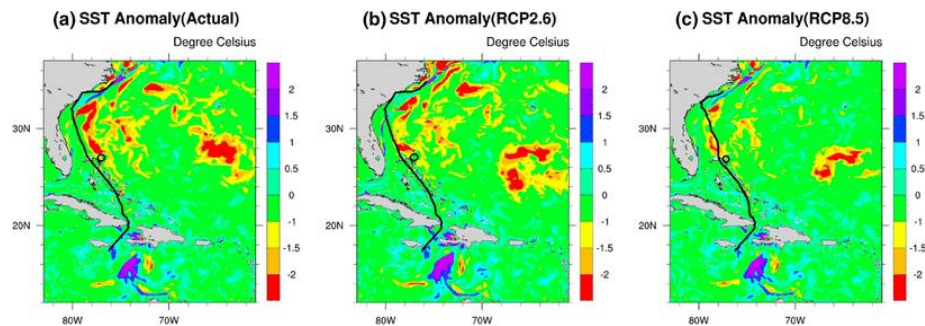 (a) SST Anomaly(Actual)
Degree Celsius
30N
20N
80W
70W
2
1.5
1
0.5
0
-1
-1.5
-2
(b) SST Anomaly(RCP2.6)
Degree Celsius
30N
20N
80W
70W
2
1.5
1
0.5
0
-1
-1.5
-2
(c) SST Anomaly(RCP8.5)
Degree Celsius
30N
20N
80W
70W
2
1.5
1
0.5
0
-1
-1.5
-2